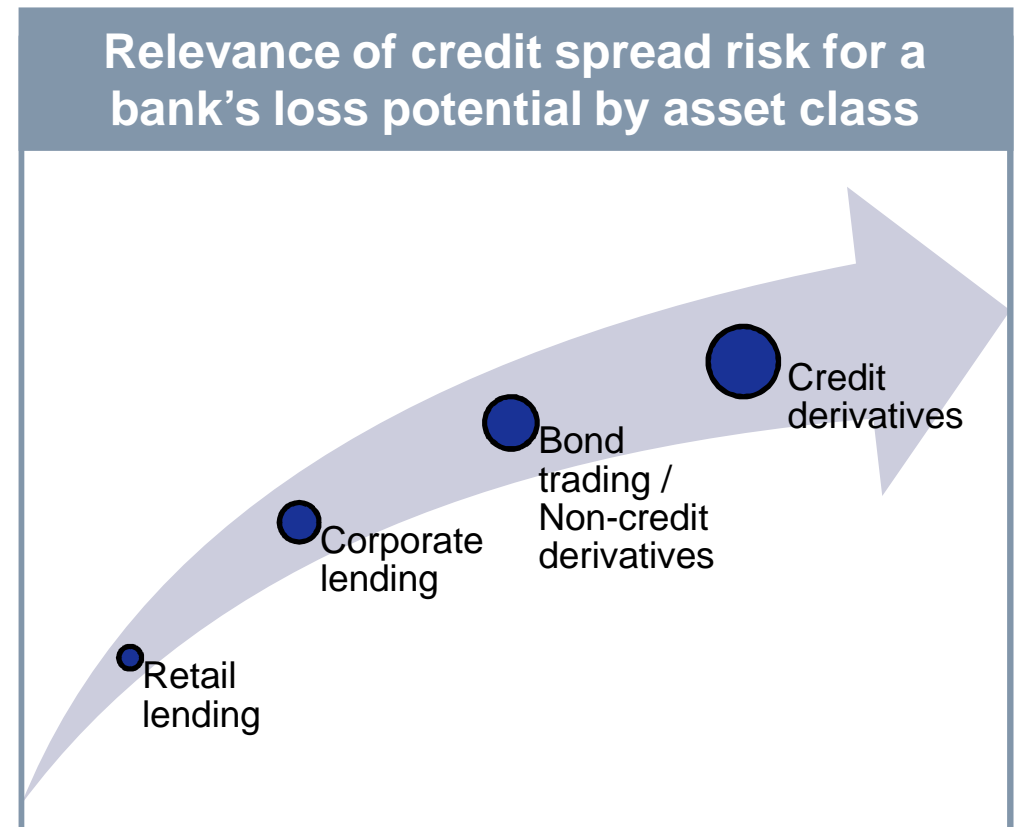 Relevance of credit spread risk for a
bank’s loss potential by asset class
Credit
derivatives
Bond
trading /
Non-credit
derivatives
Corporate
lending
Retail
lending